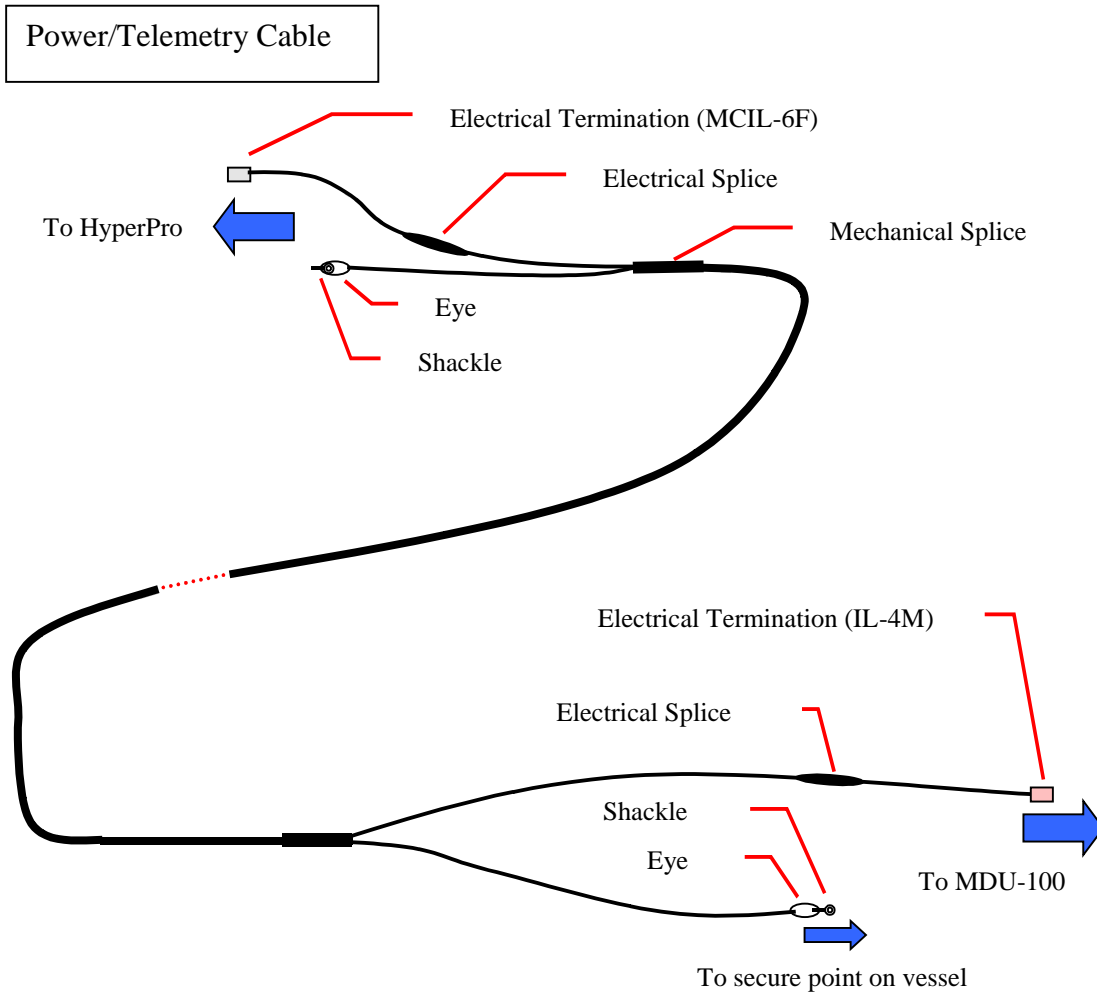 Power/Telemetry Cable
Electrical Termination (MCIL-6F)
Electrical Splice
To HyperPro
Mechanical Splice
Eye
Shackle
Electrical Termination (IL-4M)
Electrical Splice
Shackle
Eye
To MDU-100
To secure point on vessel